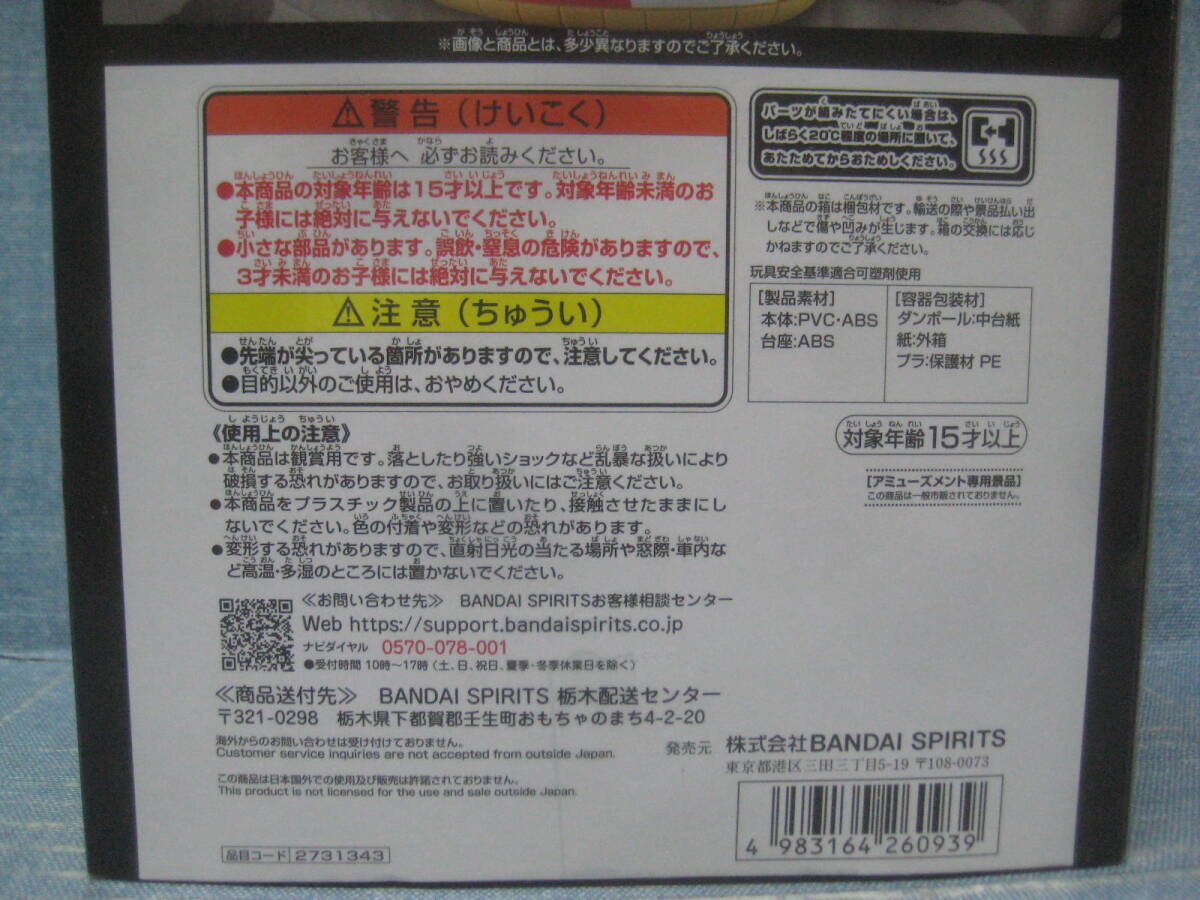 ※画像と商品とは、多少異なりますのでご了承ください。
⚠警告（けいこく）
お客様へ 必ずお読みください。
●本商品の対象年齢は15才以上です。対象年齢未満のお
子様には絶対に与えないでください。
●小さな部品があります。誤飲・窒息の危険がありますので、
3才未満のお子様には絶対に与えないでください。
⚠注意（ちゅうい）
●先端が尖っている箇所がありますので、注意してください。
●目的以外のご使用は、おやめください。
パーツが組みたてにくい場合は、
しばらく20℃程度の場所に置いて、
あたためてからおためしください。
※本商品の箱は梱包材です。輸送の際や景品払い出
しなどで傷や凹みが生じます。箱の交換には応じ
かねますのでご了承ください。
玩具安全基準適合可塑剤使用
[製品素材]
本体:PVC・ABS
台座:ABS
[容器包装材]
ダンボール:中台紙
紙:外箱
プラ:保護材 PE
対象年齢15才以上
[アミューズメント専用景品]
この商品は一般市販されておりません。
《使用上の注意》
●本商品は観賞用です。落としたり強いショックなど乱暴な扱いにより
破損する恐れがありますので、お取り扱いにはご注意ください。
●本商品をプラスチック製品の上に置いたり、接触させたままにし
ないでください。色の付着や変形などの恐れがあります。
●変形する恐れがありますので、直射日光の当たる場所や窓際・車内な
ど高温・多湿のところには置かないでください。
≪お問い合わせ先≫ BANDAI SPIRITSお客様相談センター
Web https://support.bandaispirits.co.jp
ナビダイヤル 0570-078-001
●受付時間 10時〜17時（土、日、祝日、夏季・冬季休業日を除く）
≪商品送付先≫ BANDAI SPIRITS 栃木配送センター
〒321-0298 栃木県下都賀郡壬生町おもちゃのまち4-2-20
海外からのお問い合わせは受け付けておりません。
Customer service inquiries are not accepted from outside Japan.
この商品は日本国外での使用及び販売は許諾されておりません。
This product is not licensed for the use and sale outside Japan.
発売元 株式会社BANDAI SPIRITS
東京都港区三田三丁目5-19 〒108-0073
4 983164 260939
品目コード 2731343